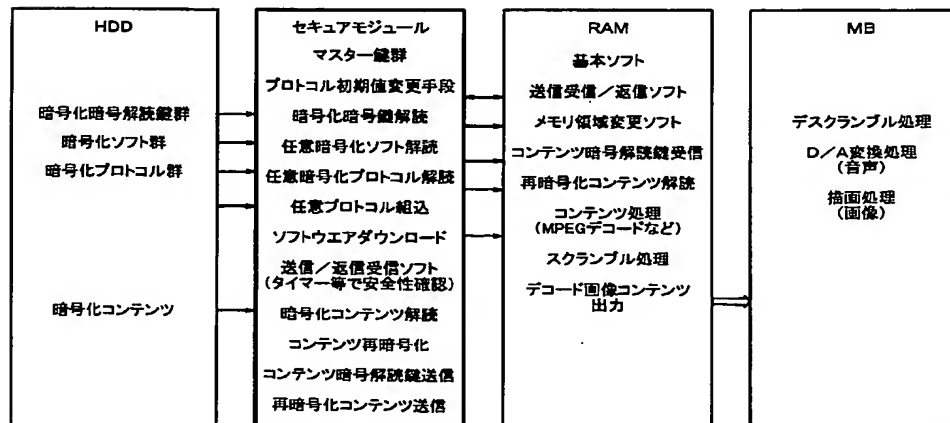 HDD
暗号化暗号解読鍵群
暗号化ソフト群
暗号化プロトコル群
暗号化コンテンツ
セキュアモジュール
マスター鍵群
プロトコル初期値変更手段
暗号化暗号鍵解読
任意暗号化ソフト解読
任意暗号化プロトコル解読
任意プロトコル組込
ソフトウエアダウンロード
送信/返信受信ソフト
(タイマー等で安全性確認)
暗号化コンテンツ解読
コンテンツ再暗号化
コンテンツ暗号解読鍵送信
再暗号化コンテンツ送信
RAM
基本ソフト
送信受信/返信ソフト
メモリ領域変更ソフト
コンテンツ暗号解読鍵受信
再暗号化コンテンツ解読
コンテンツ処理
(MPEGデコードなど)
スクランブル処理
デコード画像コンテンツ
出力
MB
デスクランブル処理
D/A変換処理
(音声)
描画処理
(画像)